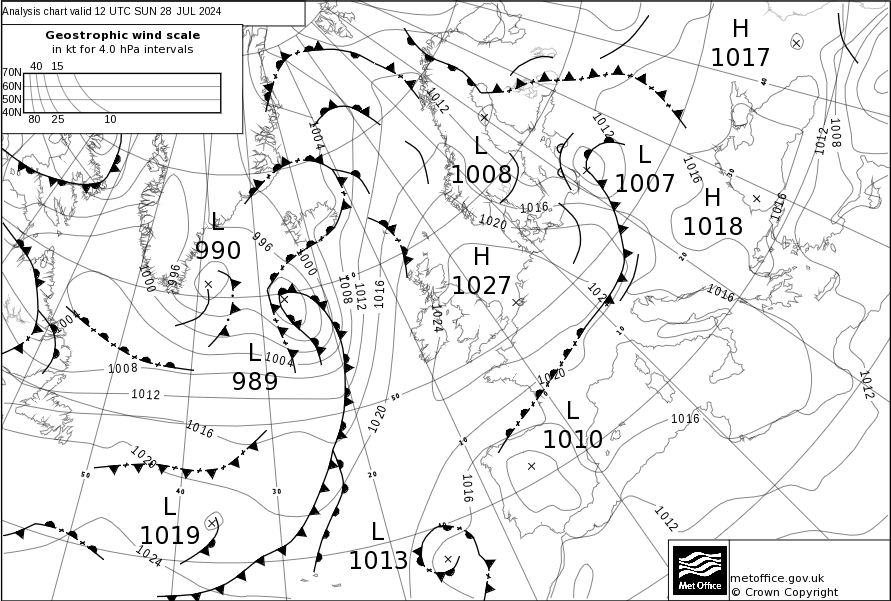 Analysis chart valid 12 UTC SUN 28 JUL 2024
Geostrophic wind scale
in kt for 4.0 hPa intervals
40 15
70N
60N
50N
40N
80 25 10
H
1017
40
1012
1004
1012
1012
1008
L
1008
L
1007
1016
30
H
1018
1016
1016
1020
L
990
996
1000
996
1000
H
1027
20
0
1008
1012
1016
1016
1024
10
1004
L
989
1004
1008
1012
1020
1012
50
1020
L
1010
1016
1016
10
1020
50
20
40
30
1016
L
1019
1024
L
1013
10
1012
Met Office
metoffice.gov.uk
© Crown Copyright